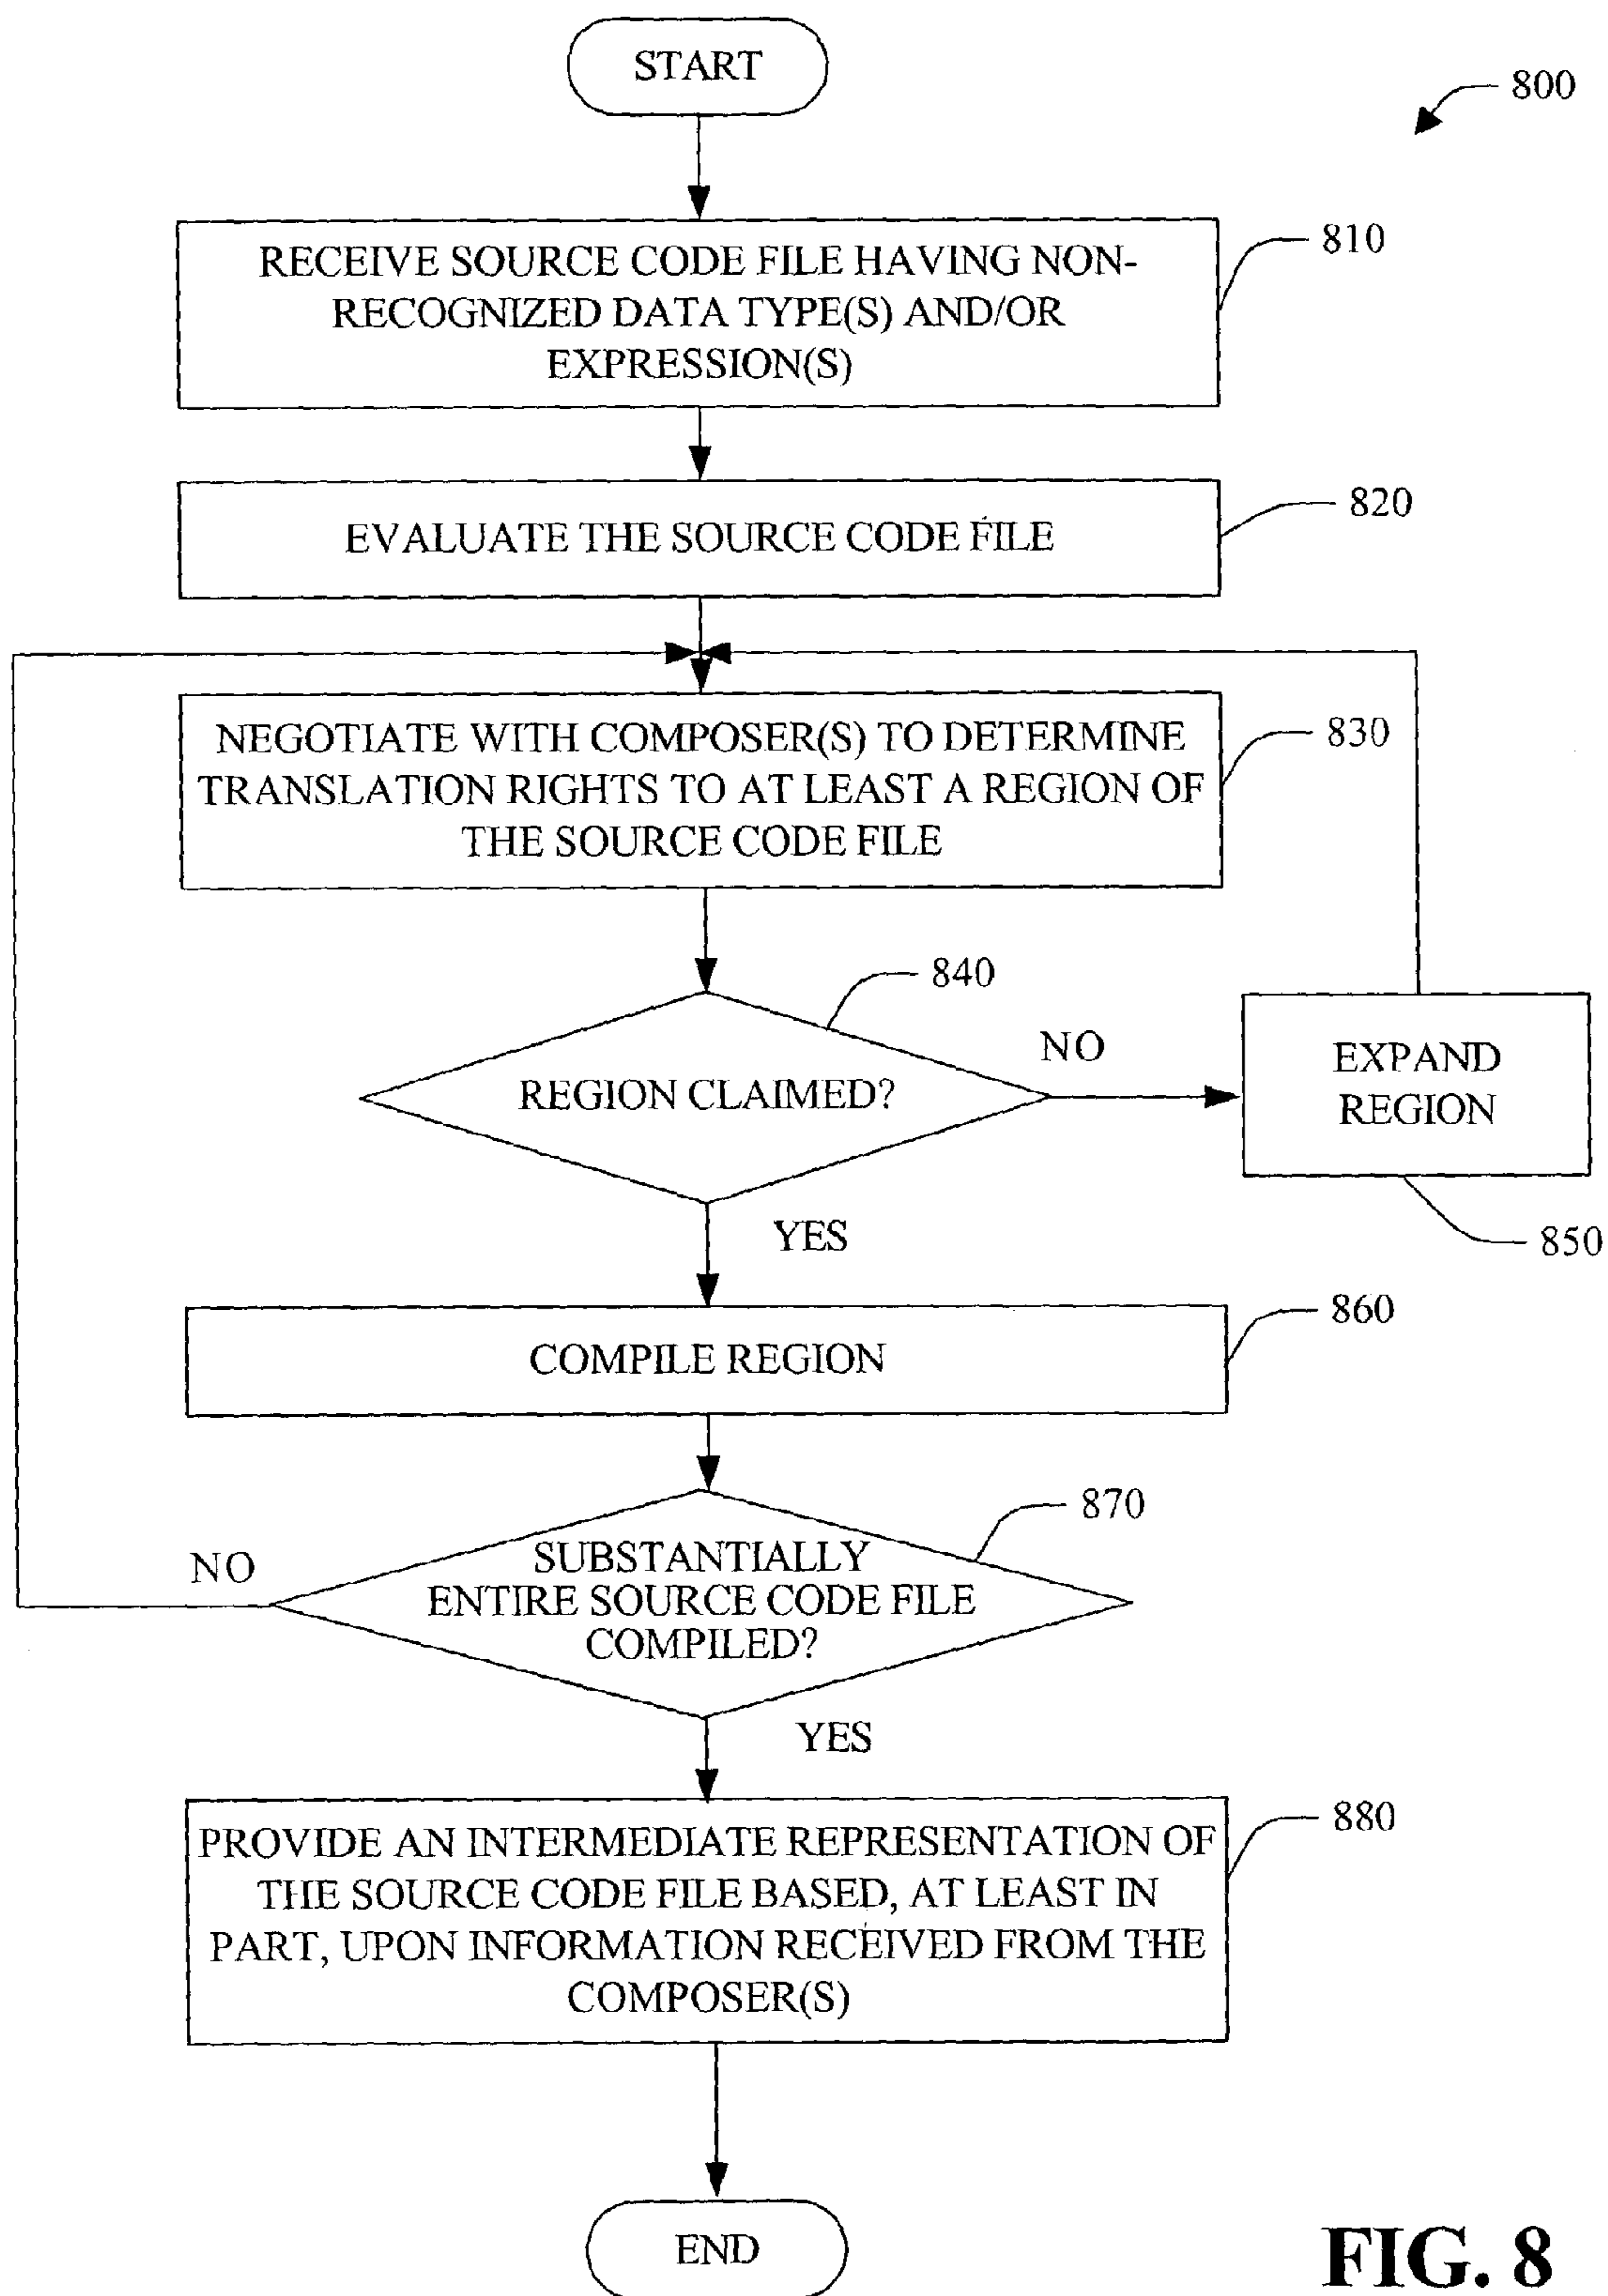 START
800
RECEIVE SOURCE CODE FILE HAVING NON-
RECOGNIZED DATA TYPE(S) AND/OR
EXPRESSION(S)
810
EVALUATE THE SOURCE CODE FILE
820
NEGOTIATE WITH COMPOSER(S) TO DETERMINE
TRANSLATION RIGHTS TO AT LEAST A REGION OF
THE SOURCE CODE FILE
830
840
REGION CLAIMED?
NO
EXPAND
REGION
850
YES
COMPILE REGION
860
870
SUBSTANTIALLY
ENTIRE SOURCE CODE FILE
COMPILED?
NO
YES
PROVIDE AN INTERMEDIATE REPRESENTATION OF
THE SOURCE CODE FILE BASED, AT LEAST IN
PART, UPON INFORMATION RECEIVED FROM THE
COMPOSER(S)
880
END
FIG. 8